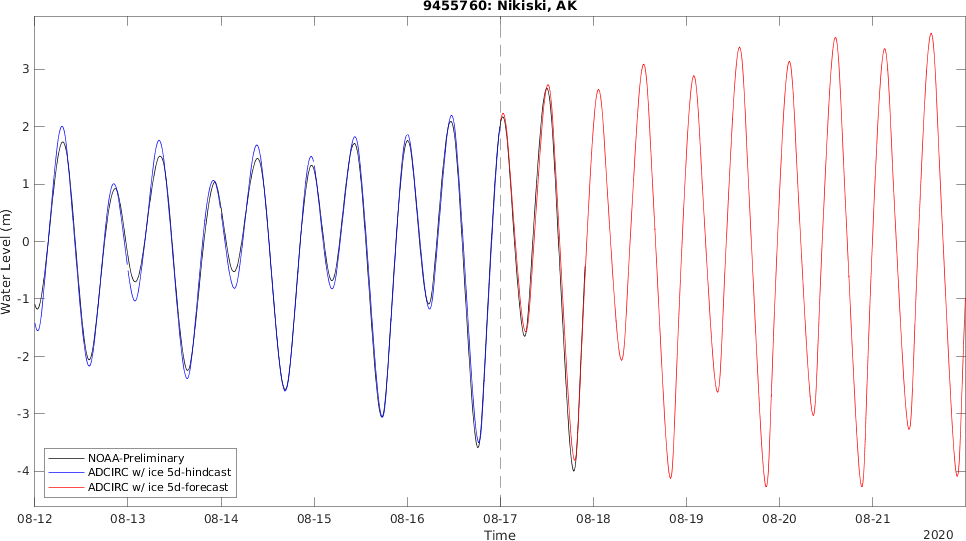 9455760: Nikiski, AK
Water Level (m)
3
2
1
0
-1
-2
-3
-4
NOAA-Preliminary
ADCIRC w/ ice 5d-hindcast
ADCIRC w/ ice 5d-forecast
08-12 08-13 08-14 08-15 08-16 08-17 08-18 08-19 08-20 08-21
Time
2020